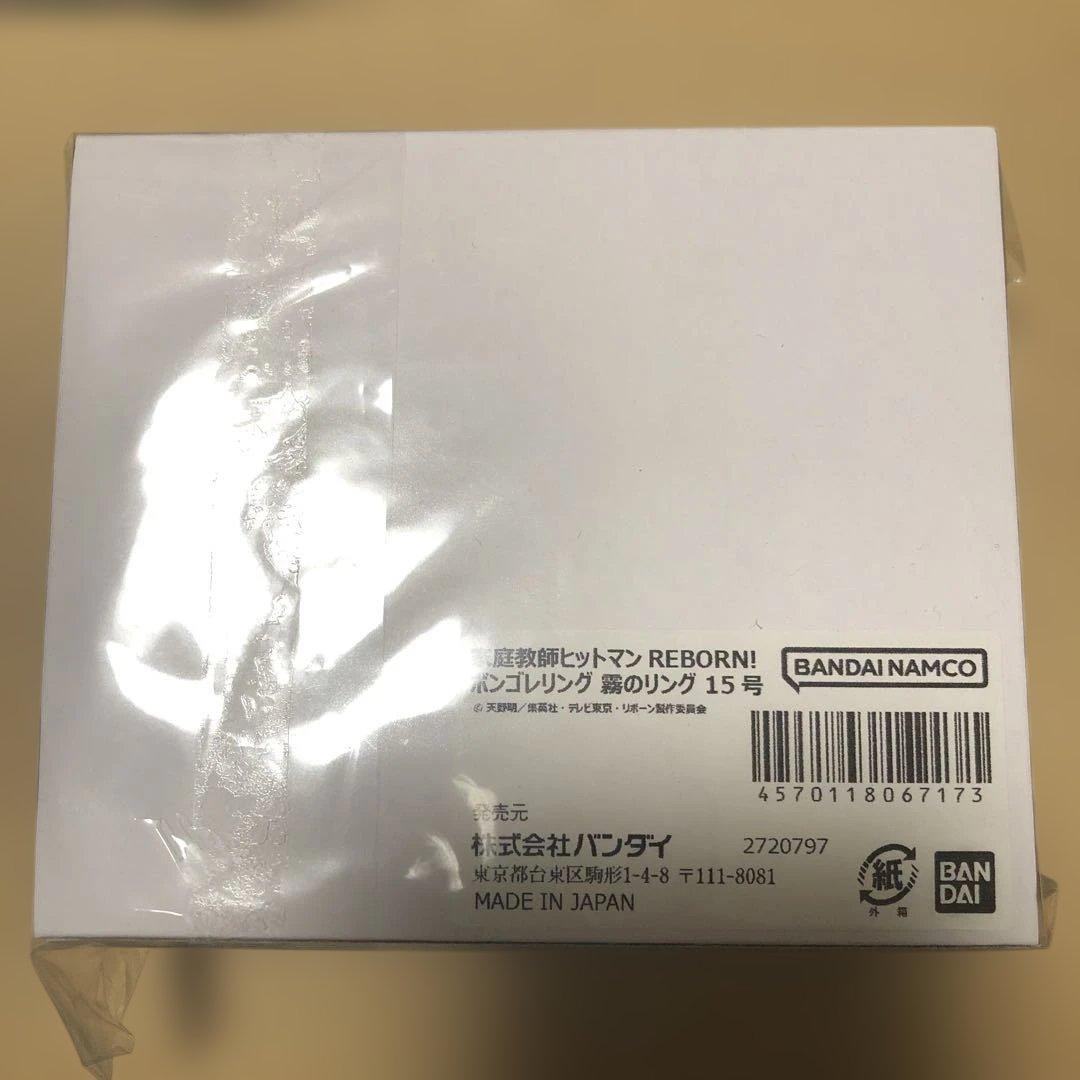 家庭教師ヒットマン REBORN!
ボンゴレリング 霧のリング 15号
BANDAI NAMCO
© 天野明／集英社・テレビ東京・リボーン製作委員会
4570118067173
発売元
株式会社バンダイ
2720797
東京都台東区駒形1-4-8 〒111-8081
MADE IN JAPAN
紙
外箱
BAN
DAI